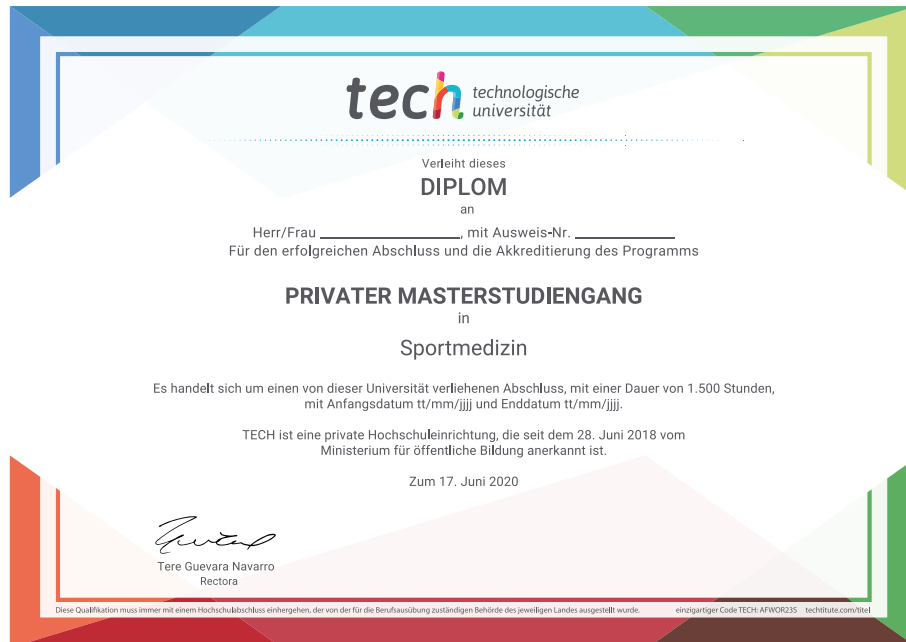 tech technologische
universität
Verleiht dieses
DIPLOM
an
Herr/Frau ____________________, mit Ausweis-Nr. ______________
Für den erfolgreichen Abschluss und die Akkreditierung des Programms
PRIVATER MASTERSTUDIENGANG
in
Sportmedizin
Es handelt sich um einen von dieser Universität verliehenen Abschluss, mit einer Dauer von 1.500 Stunden,
mit Anfangsdatum tt/mm/jjjj und Enddatum tt/mm/jjjj.
TECH ist eine private Hochschuleinrichtung, die seit dem 28. Juni 2018 vom
Ministerium für öffentliche Bildung anerkannt ist.
Zum 17. Juni 2020
Tere Guevara Navarro
Rectora
Diese Qualifikation muss immer mit einem Hochschulabschluss einhergehen, der von der für die Berufsausübung zuständigen Behörde des jeweiligen Landes ausgestellt wurde. einzigartiger Code TECH: AFWOR235 techtitute.com/titel